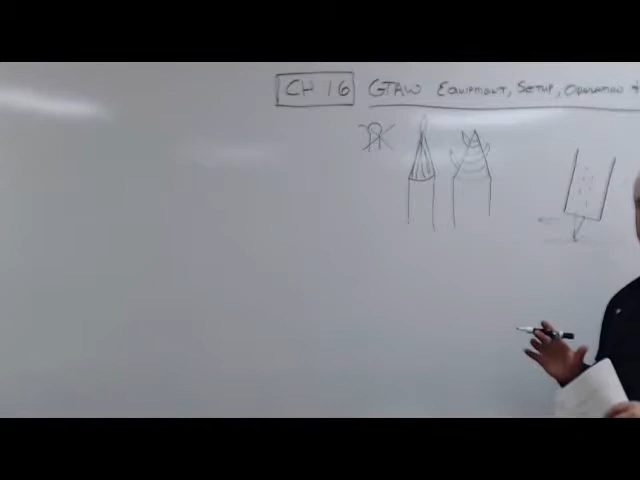 CH 16 GTAW EQUIPMENT, SETUP, OPERATION +